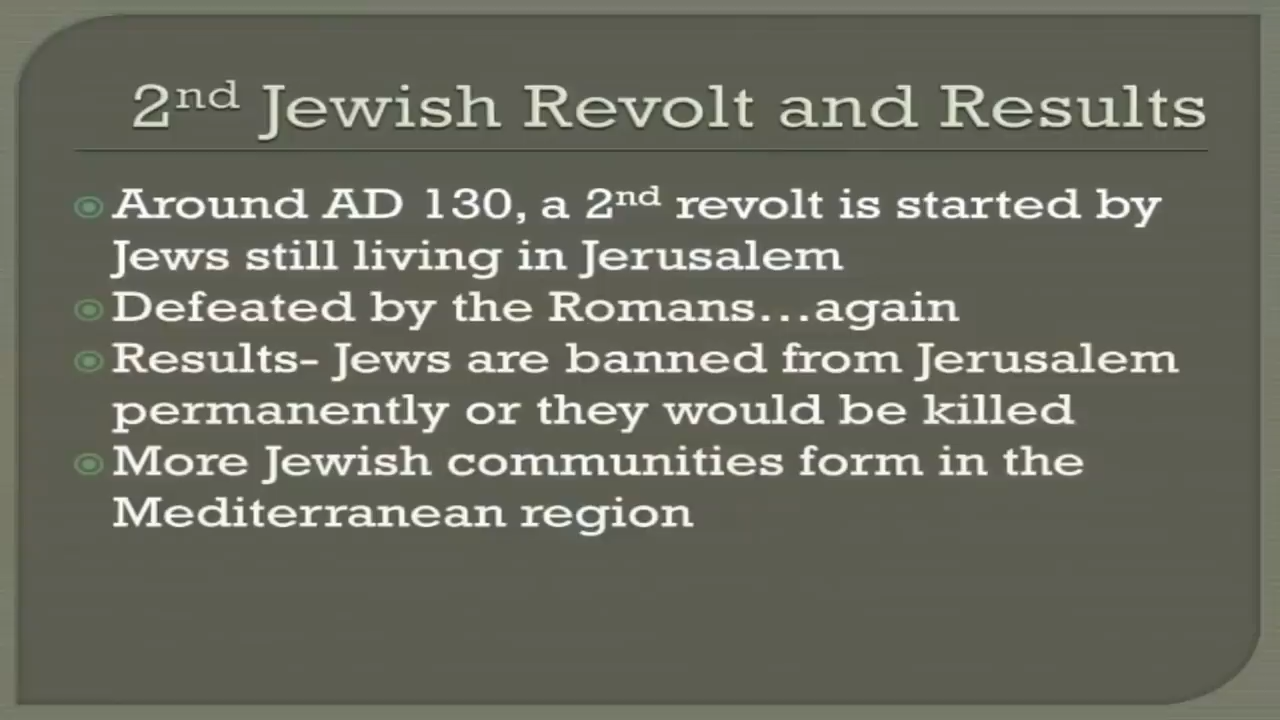 2nd Jewish Revolt and Results
Around AD 130, a 2nd revolt is started by
Jews still living in Jerusalem
Defeated by the Romans...again
Results- Jews are banned from Jerusalem
permanently or they would be killed
More Jewish communities form in the
Mediterranean region